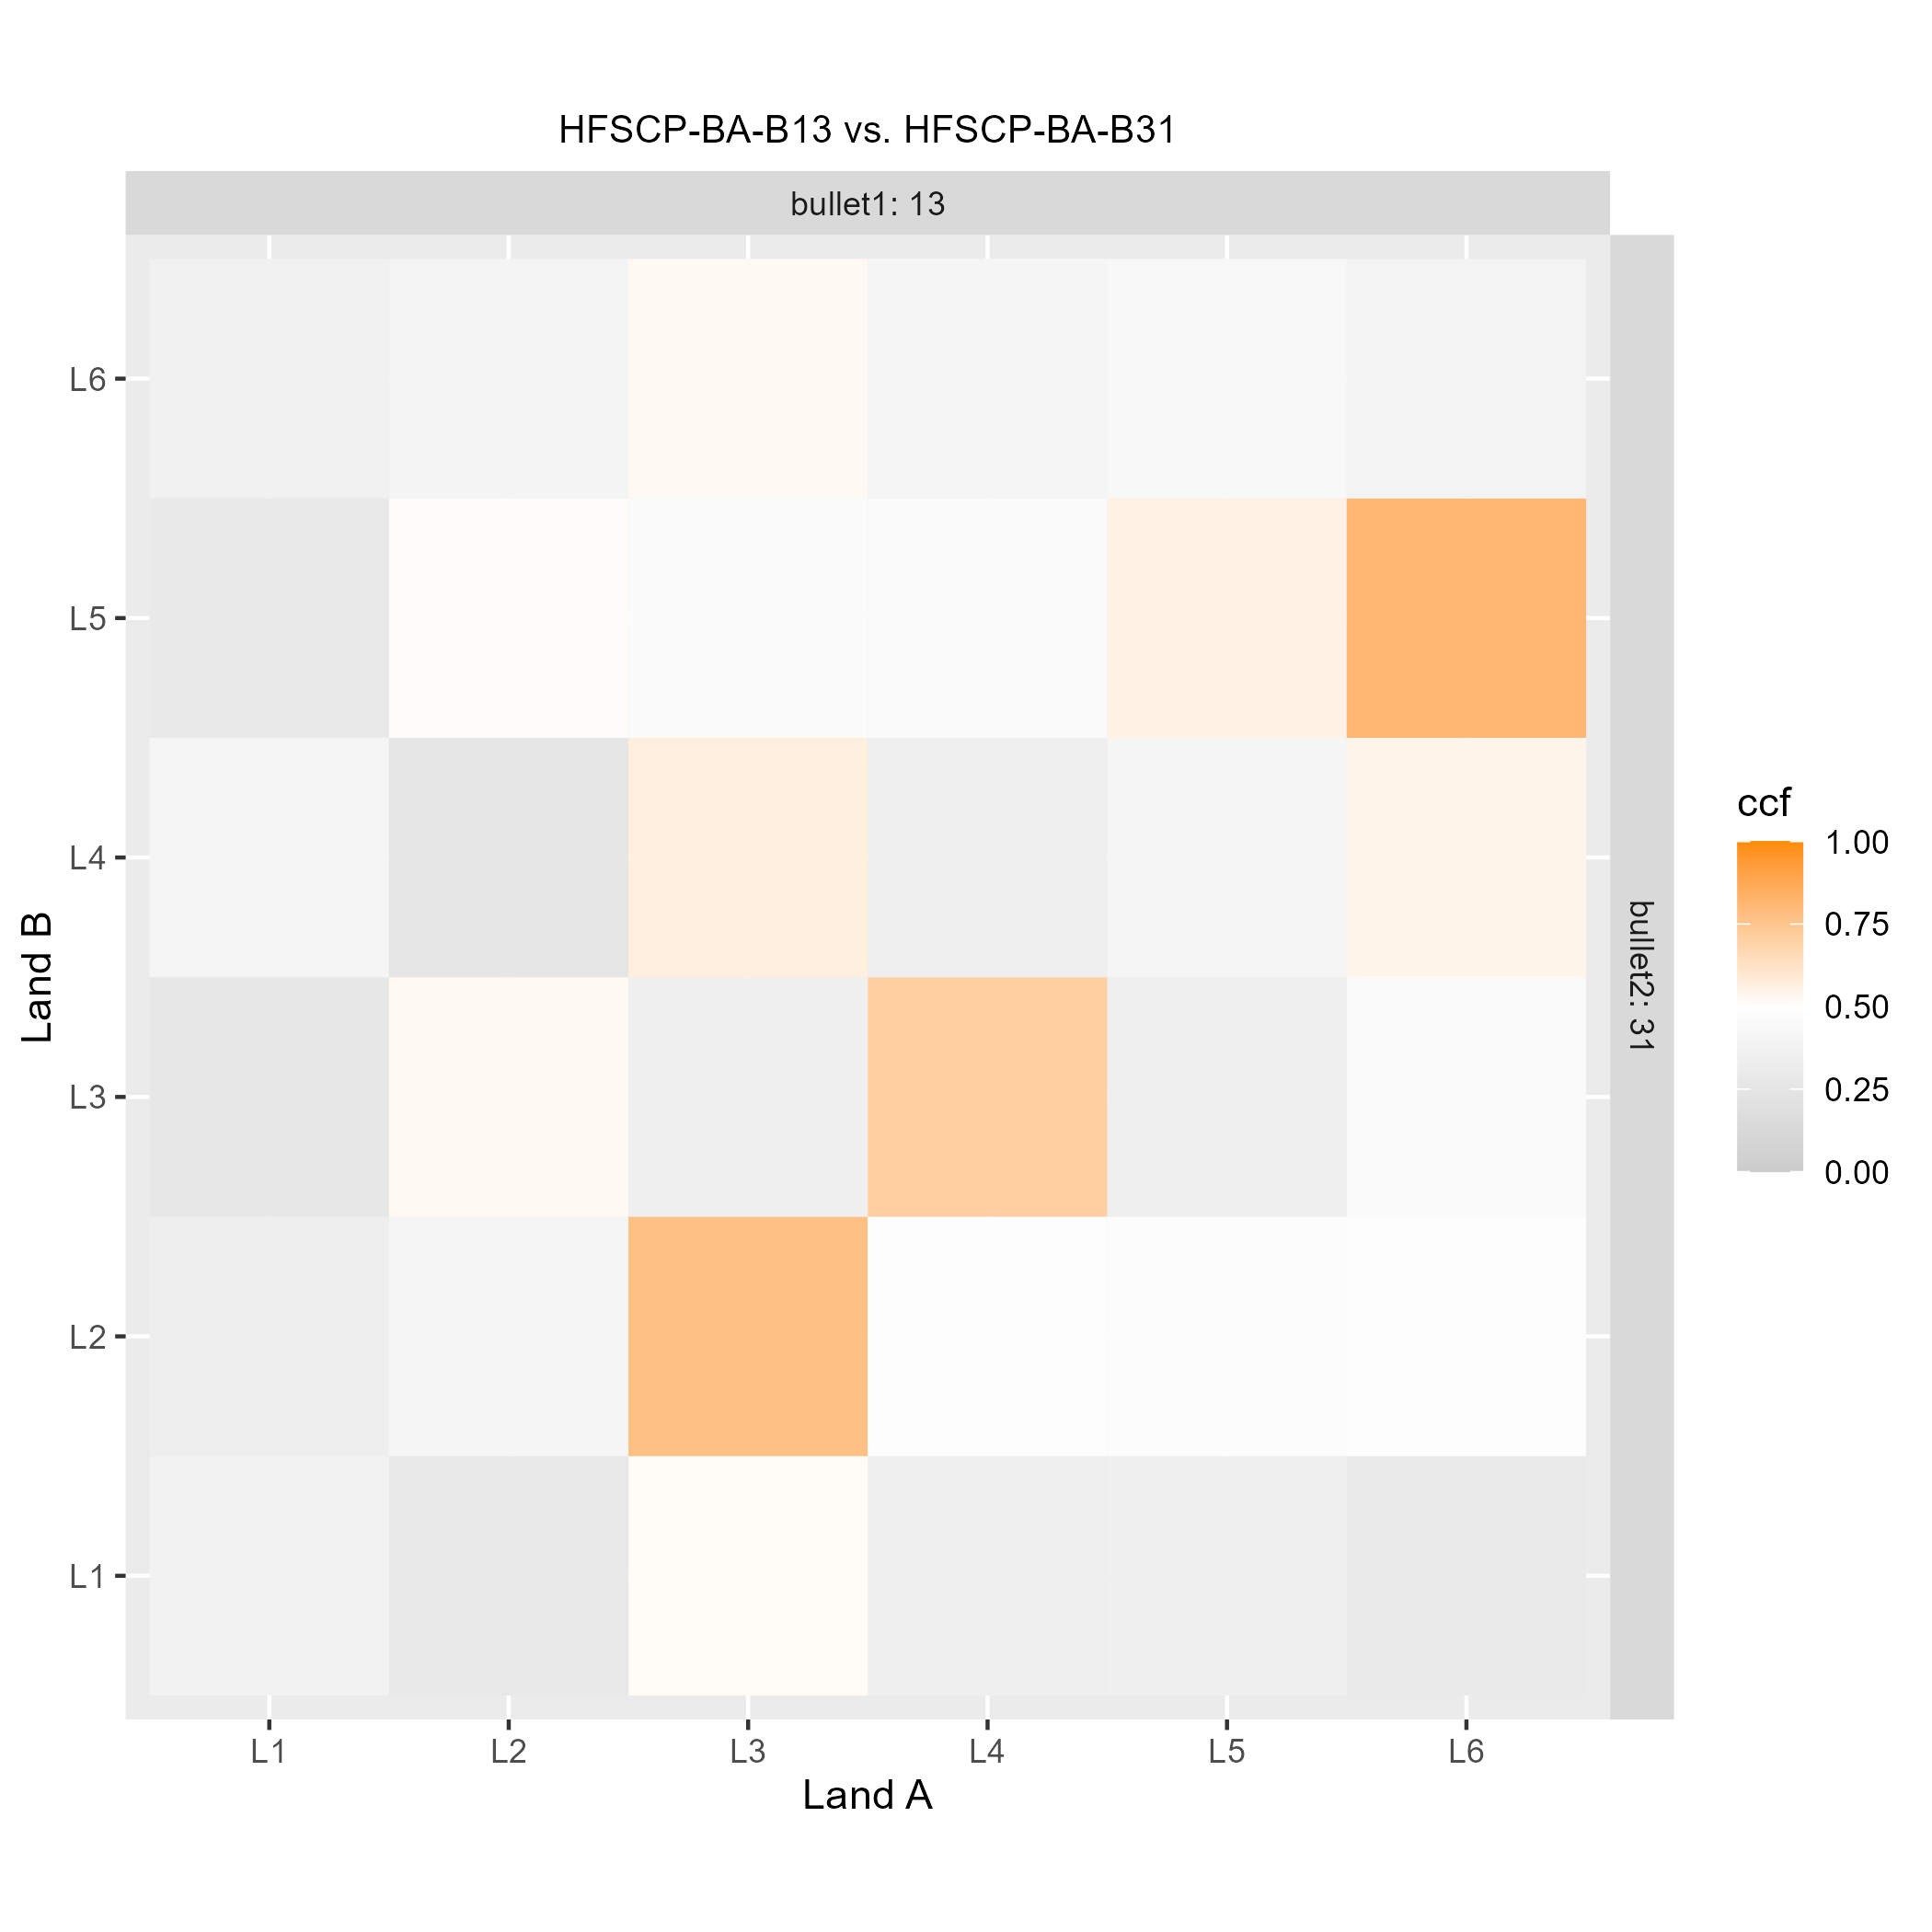 HFSCP-BA-B13 vs. HFSCP-BA-B31
bullet1: 13
L6
L5
L4
L3
L2
L1
Land B
bullet2: 31
L1 L2 L3 L4 L5 L6
Land A
ccf
1.00
0.75
0.50
0.25
0.00